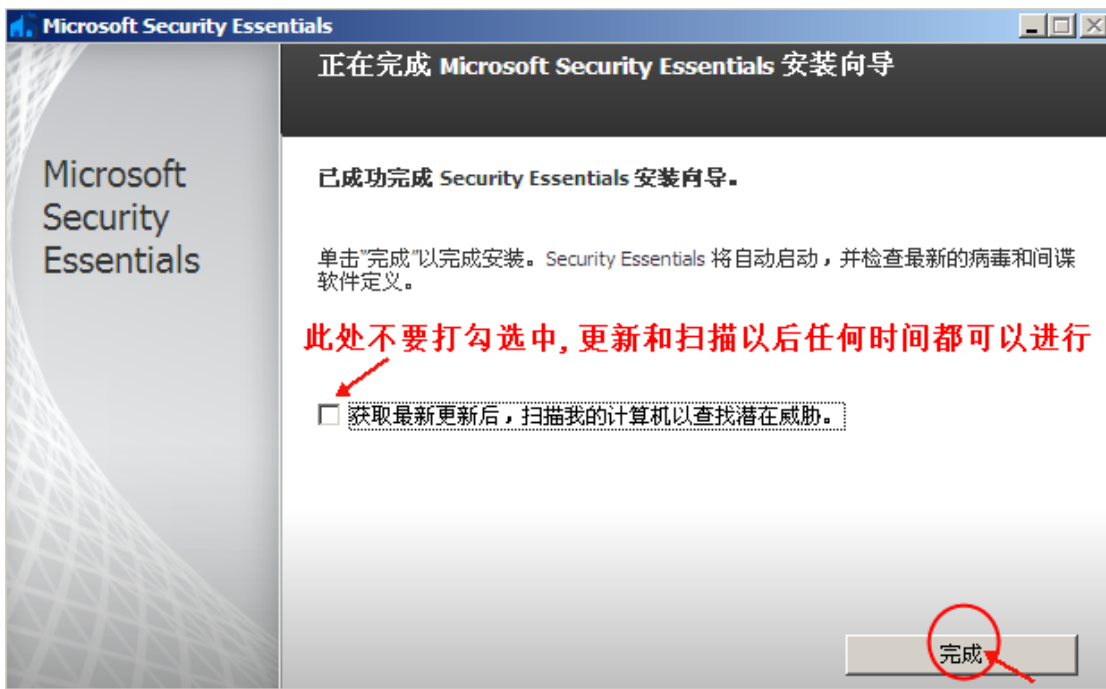 Microsoft Security Essentials
正在完成 Microsoft Security Essentials 安装向导
Microsoft
Security
Essentials
已成功完成 Security Essentials 安装向导。
单击"完成"以完成安装。Security Essentials 将自动启动，并检查最新的病毒和间谍
软件定义。
此处不要打勾选中,更新和扫描以后任何时间都可以进行
获取最新更新后，扫描我的计算机以查找潜在威胁。
完成